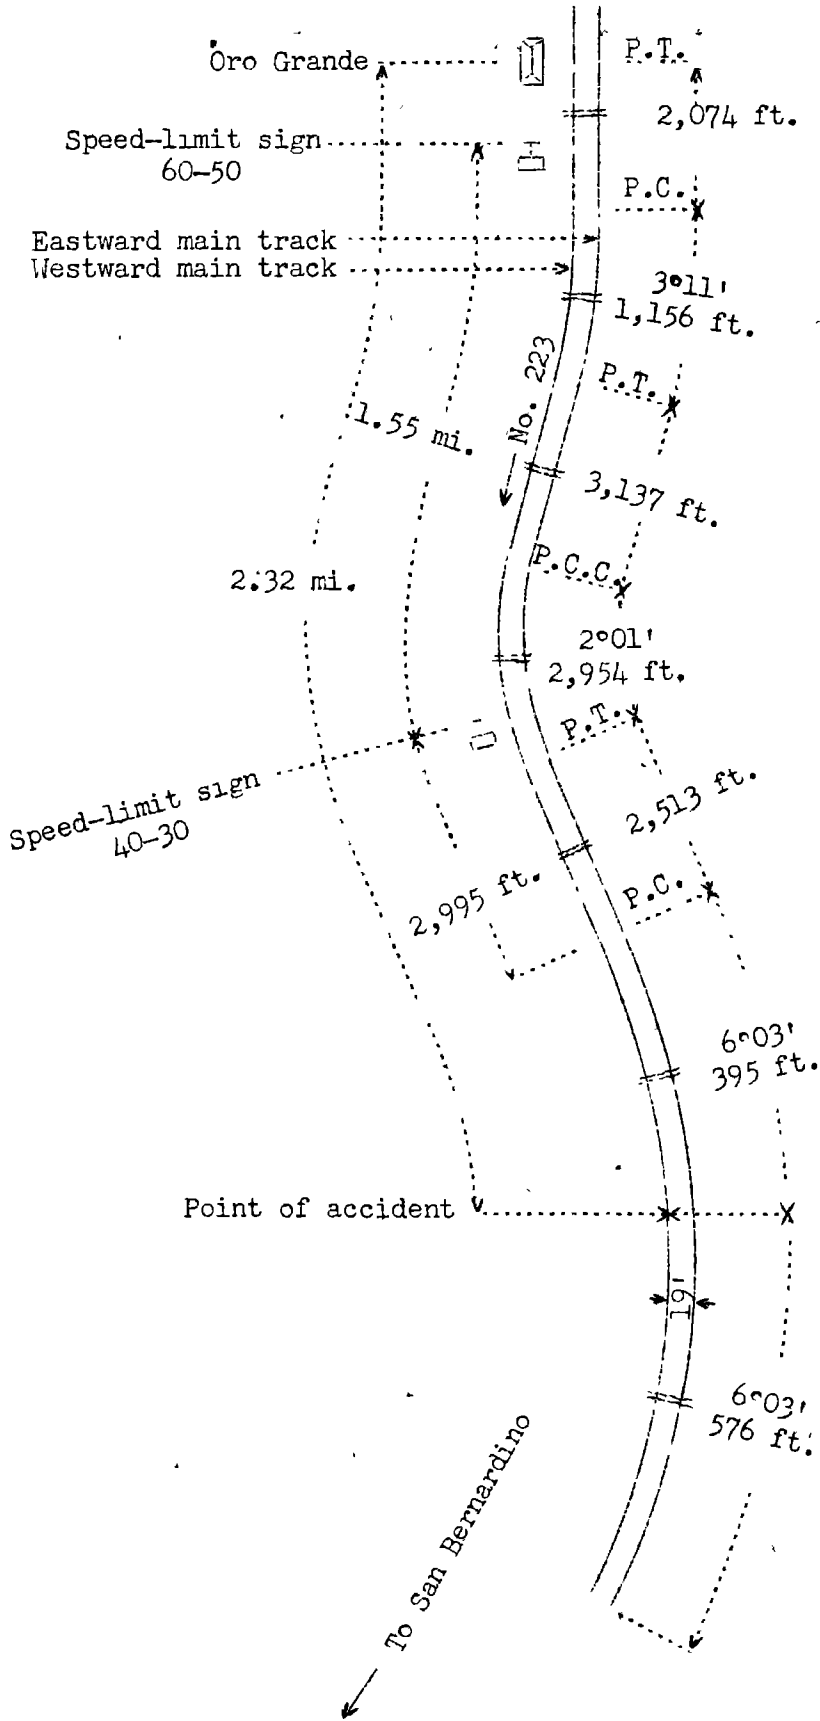 Oro Grande
P.T.
2,074 ft.
Speed-limit sign
60-50
P.C.
Eastward main track
Westward main track
3°11'
1,156 ft.
No. 223
P.T.
1.55 mi.
3,137 ft.
P.C.C.
2.32 mi.
2°01'
2,954 ft.
P.T.
Speed-limit sign
40-30
2,513 ft.
2,995 ft.
P.C.
6°03'
395 ft.
Point of accident
19'
6°03'
576 ft.
To San Bernardino